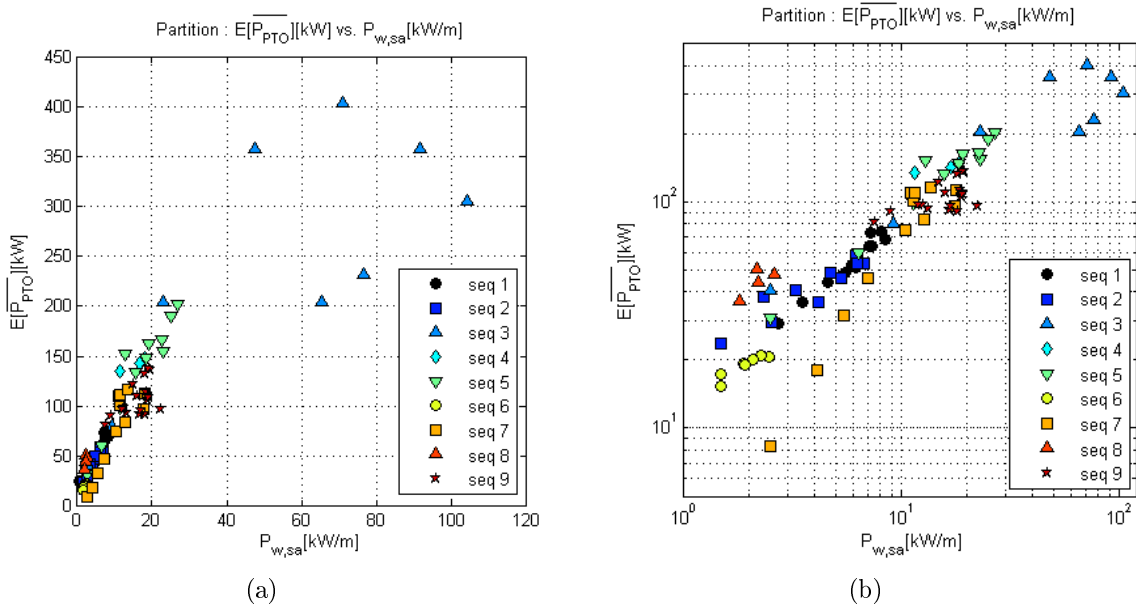 Partition : E[P_PTO][kW] vs. P_w,sa[kW/m]
E[P_PTO][kW]
450
400
350
300
250
200
150
100
50
0
seq 1
seq 2
seq 3
seq 4
seq 5
seq 6
seq 7
seq 8
seq 9
0 20 40 60 80 100 120
P_w,sa[kW/m]
(a)
Partition : E[P_PTO][kW] vs. P_w,sa[kW/m]
E[P_PTO][kW]
10^2
10^1
seq 1
seq 2
seq 3
seq 4
seq 5
seq 6
seq 7
seq 8
seq 9
10^0 10^1 10^2
P_w,sa[kW/m]
(b)